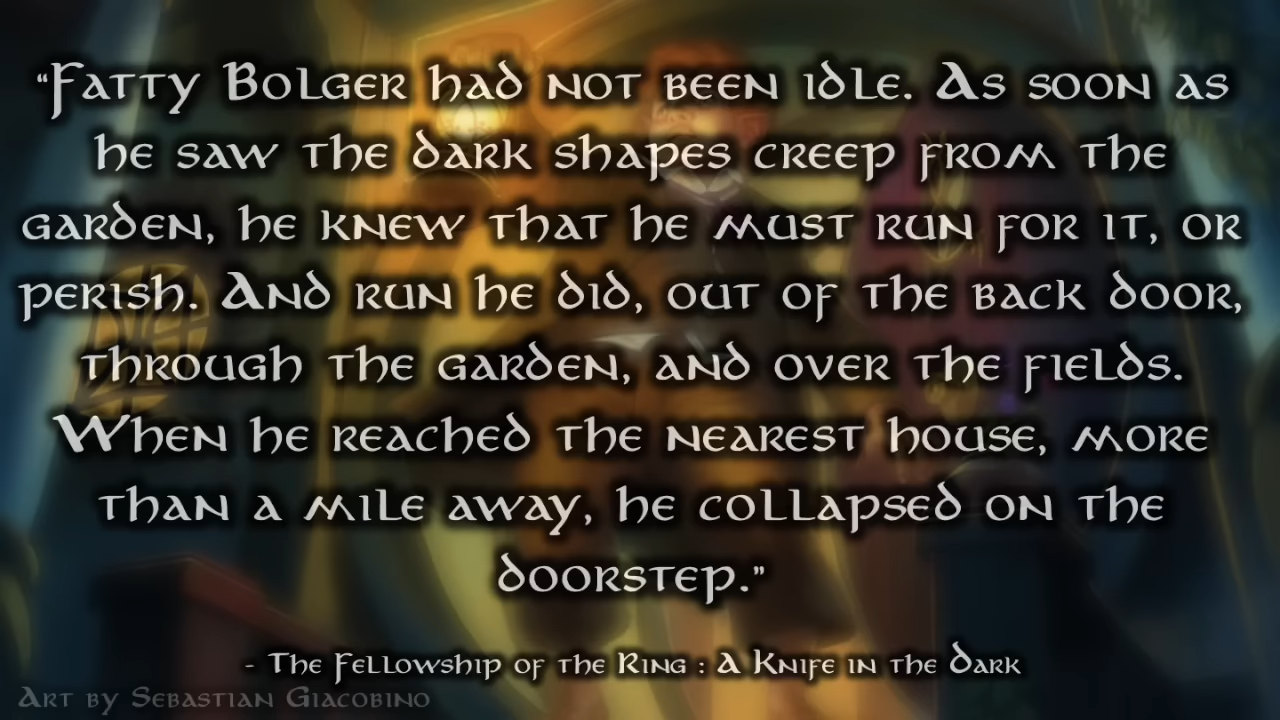 “Fatty Bolger had not been idle. As soon as
he saw the dark shapes creep from the
garden, he knew that he must run for it, or
perish. And run he did, out of the back door,
through the garden, and over the fields.
When he reached the nearest house, more
than a mile away, he collapsed on the
doorstep.”
- The Fellowship of the Ring : A Knife in the Dark
Art by Sebastian Giacobino